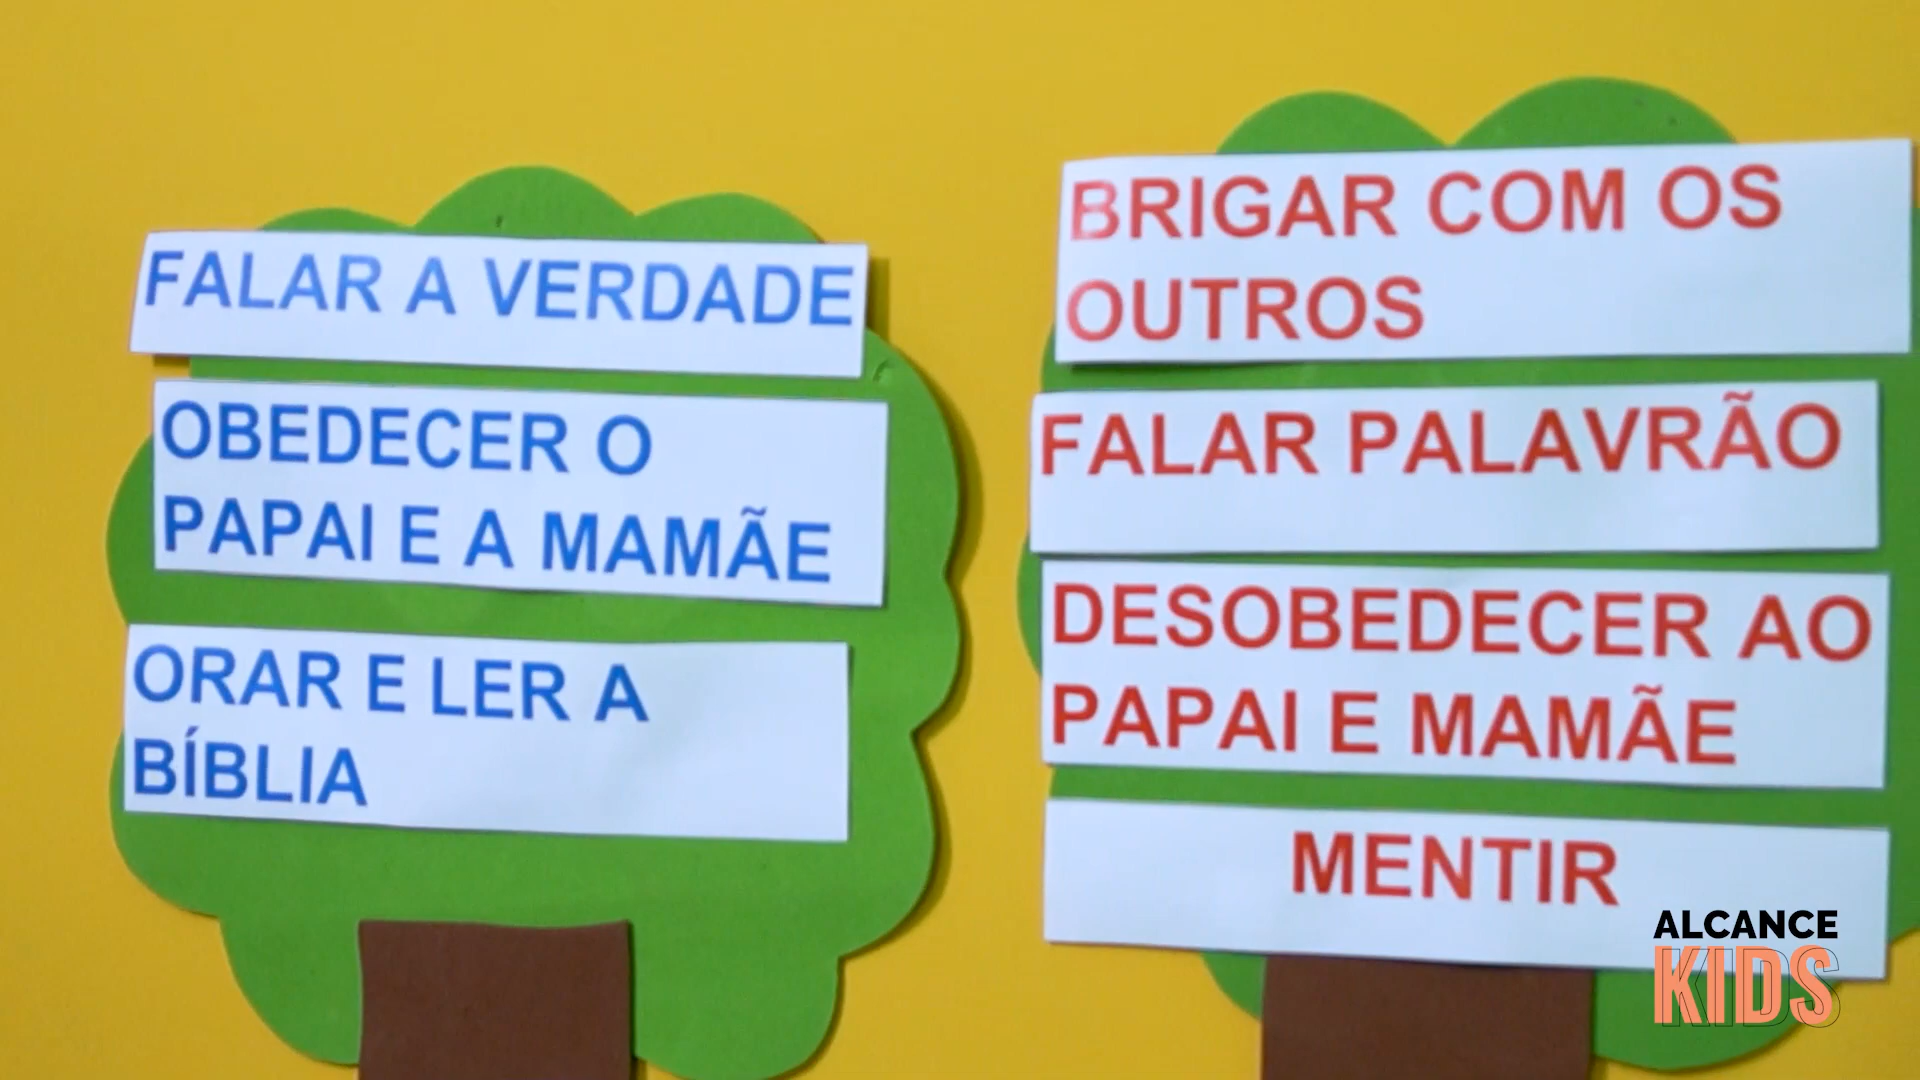 FALAR A VERDADE
OBEDECER O
PAPAI E A MAMÃE
ORAR E LER A
BÍBLIA
BRIGAR COM OS
OUTROS
FALAR PALAVRÃO
DESOBEDECER AO
PAPAI E MAMÃE
MENTIR
ALCANCE
KIDS